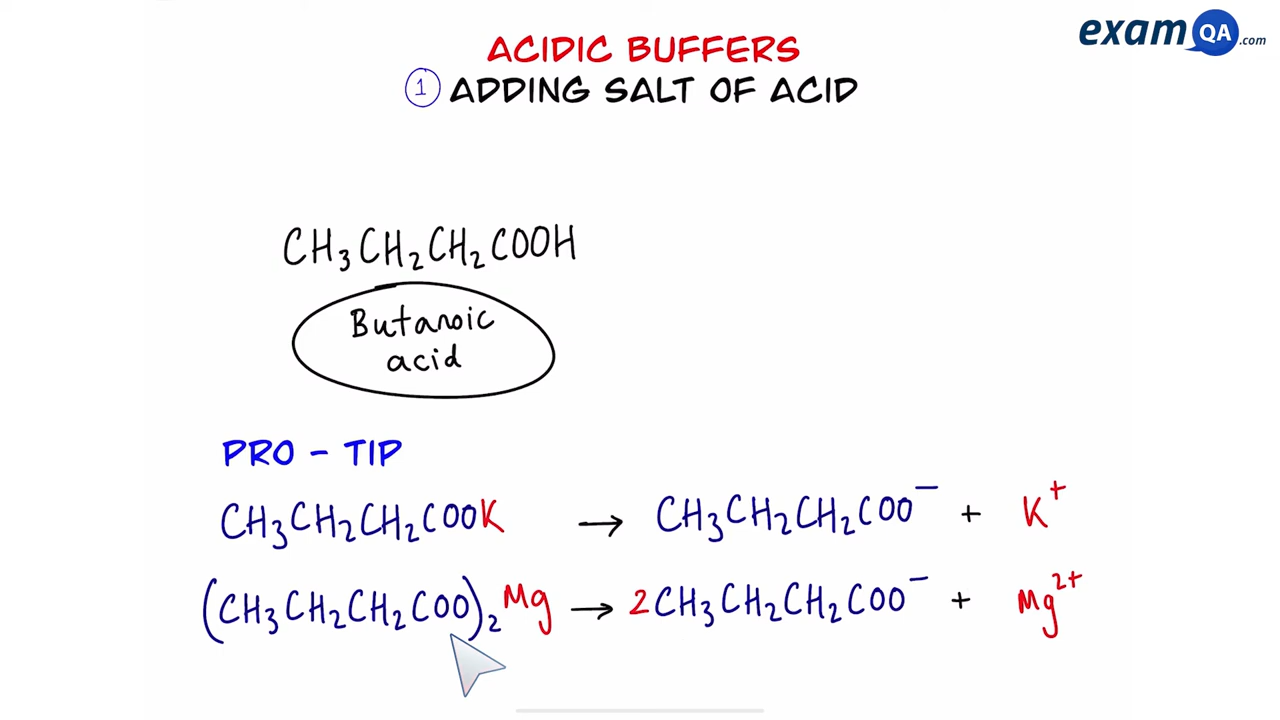 examQA.com
ACIDIC BUFFERS
1 ADDING SALT OF ACID
CH₃CH₂CH₂COOH
Butanoic
acid
PRO - TIP
CH₃CH₂CH₂COOK → CH₃CH₂CH₂COO⁻ + K⁺
(CH₃CH₂CH₂COO)₂Mg → 2CH₃CH₂CH₂COO⁻ + Mg²⁺